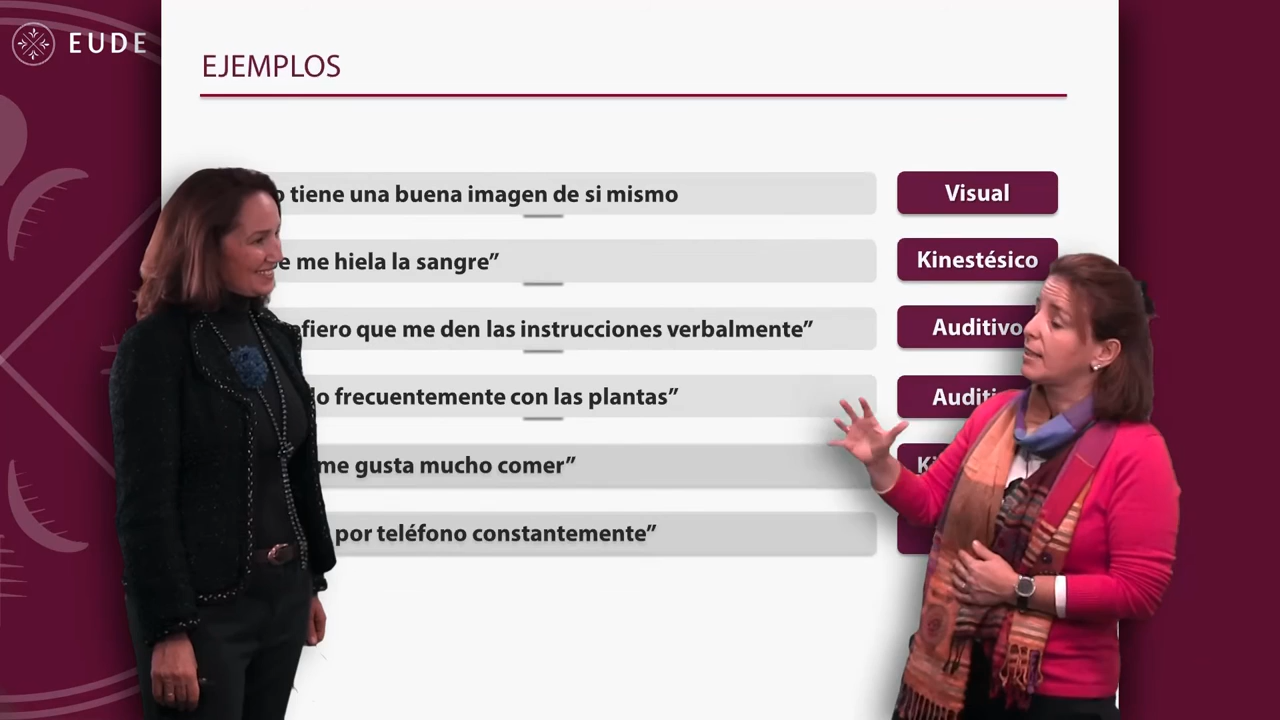 EUDE
EJEMPLOS
tiene una buena imagen de si mismo
Visual
me hiela la sangre”
Kinestésico
que me den las instrucciones verbalmente”
Auditivo
frecuentemente con las plantas”
me gusta mucho comer”
por teléfono constantemente”